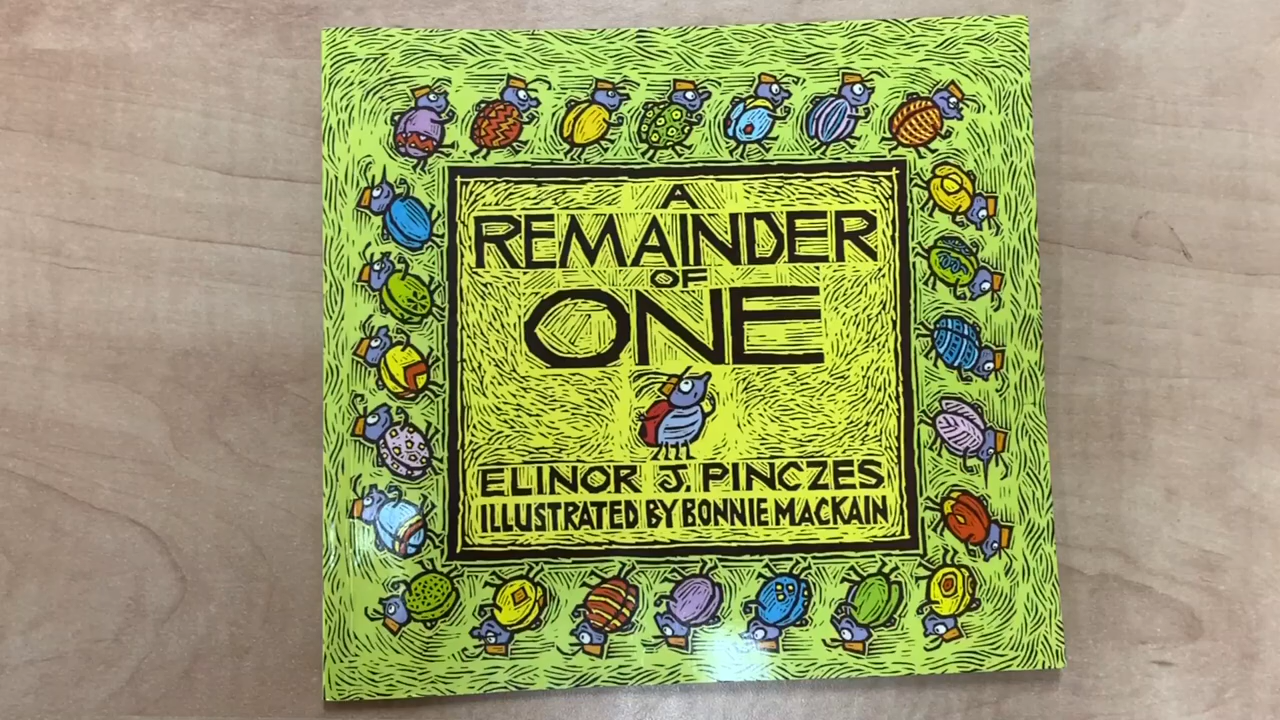 A
REMAINDER
OF
ONE
ELINOR J. PINCZES
ILLUSTRATED BY BONNIE MACKAIN